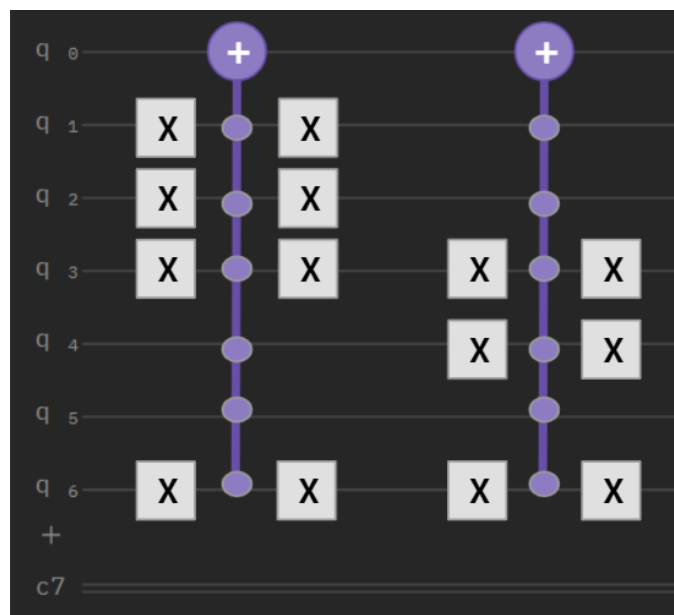 q 0 + +
q 1 X X
q 2 X X
q 3 X X X X
q 4 X X
q 5
q 6 X X X X
+
c7